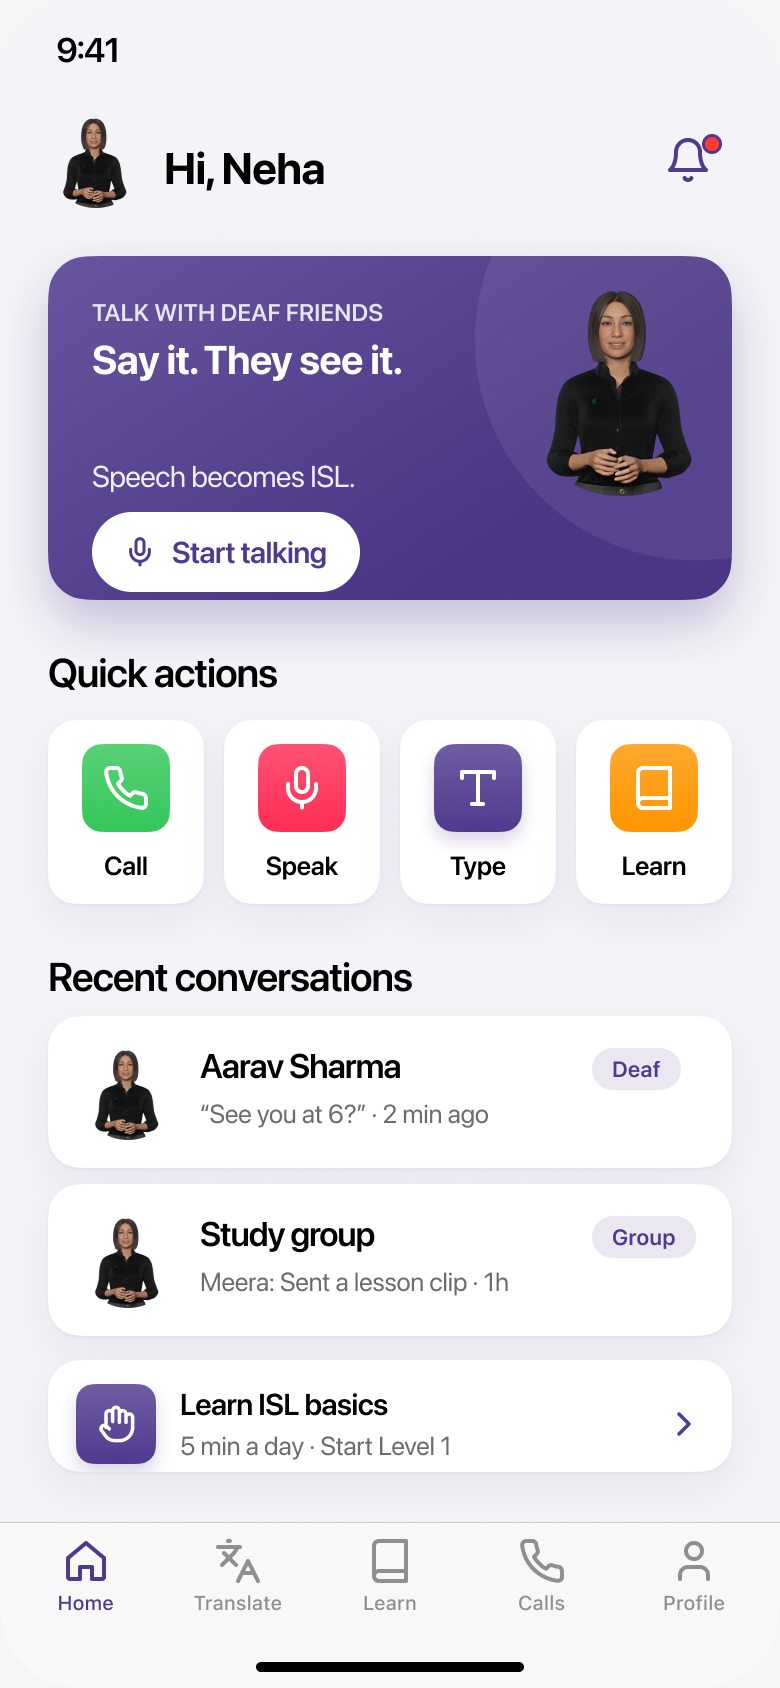 9:41
Hi, Neha
TALK WITH DEAF FRIENDS
Say it. They see it.
Speech becomes ISL.
Start talking
Quick actions
Call
Speak
Type
Learn
Recent conversations
Aarav Sharma
Deaf
“See you at 6?” · 2 min ago
Study group
Group
Meera: Sent a lesson clip · 1h
Learn ISL basics
5 min a day · Start Level 1
Home
Translate
Learn
Calls
Profile